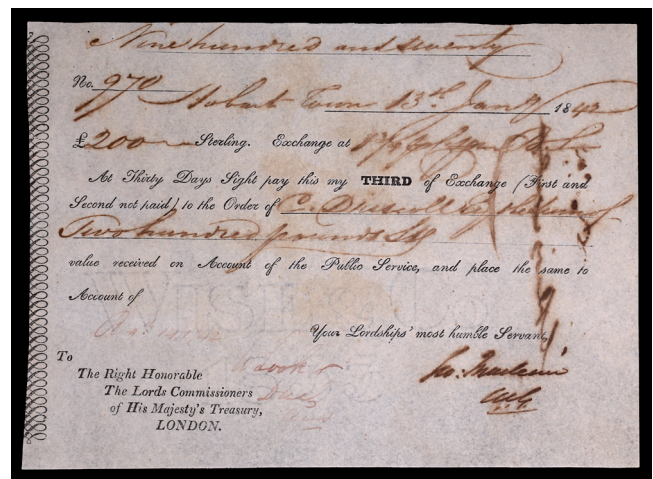 Nine hundred and seventy
No. 970
Hobart Town 13th Jany 1842
£200 Sterling. Exchange at
At Thirty Days Sight pay this my THIRD of Exchange (First and
Second not paid) to the Order of C.
Two hundred pounds Stg
value received on Account of the Public Service, and place the same to
Account of
Your Lordships' most humble Servant,
To
The Right Honorable
The Lords Commissioners
of His Majesty's Treasury,
LONDON.